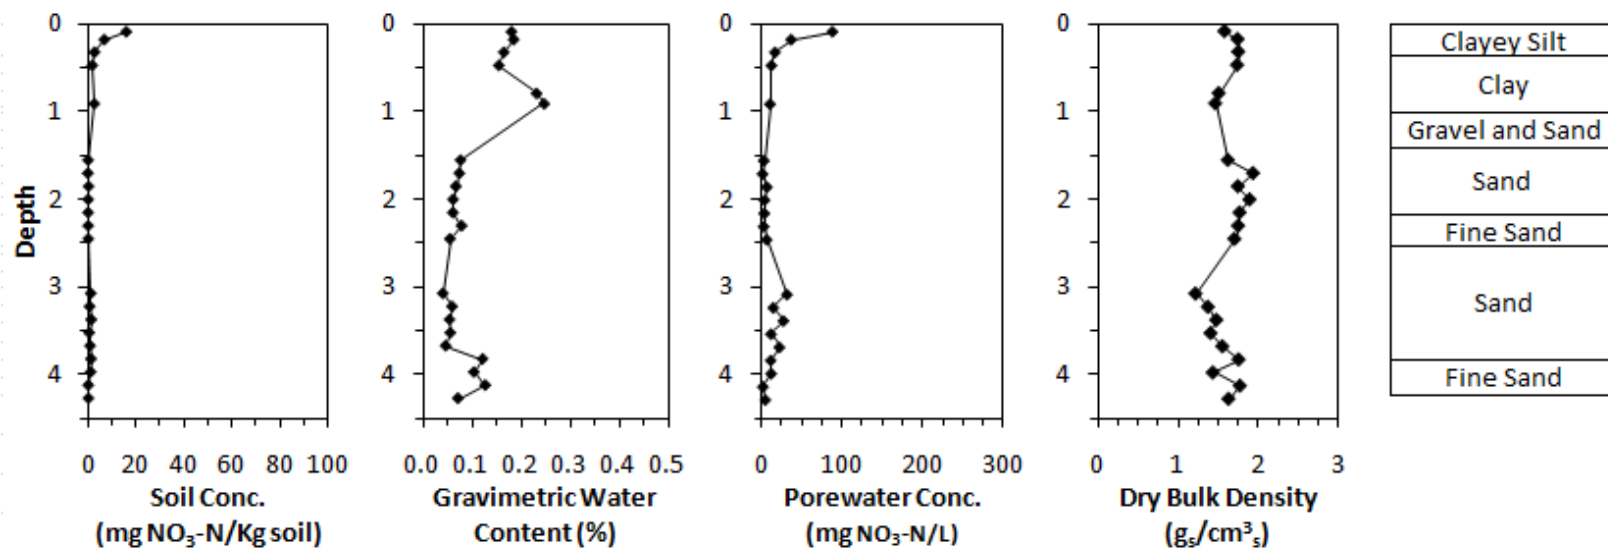 Depth
0
1
2
3
4
0 20 40 60 80 100
Soil Conc.
(mg NO₃-N/Kg soil)
0
1
2
3
4
0.0 0.1 0.2 0.3 0.4 0.5
Gravimetric Water
Content (%)
0
1
2
3
4
0 100 200 300
Porewater Conc.
(mg NO₃-N/L)
0
1
2
3
4
0 1 2 3
Dry Bulk Density
(gₛ/cm³ₛ)
Clayey Silt
Clay
Gravel and Sand
Sand
Fine Sand
Sand
Fine Sand